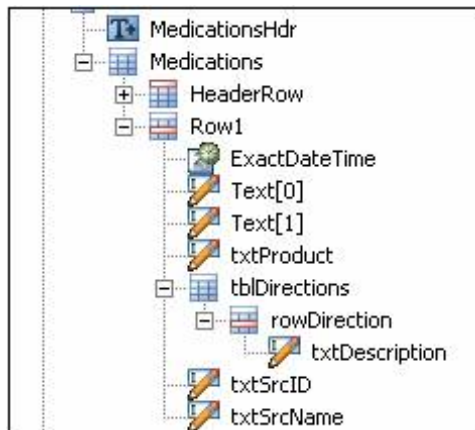 MedicationsHdr
Medications
HeaderRow
Row1
ExactDateTime
Text[0]
Text[1]
txtProduct
tblDirections
rowDirection
txtDescription
txtSrcID
txtSrcName